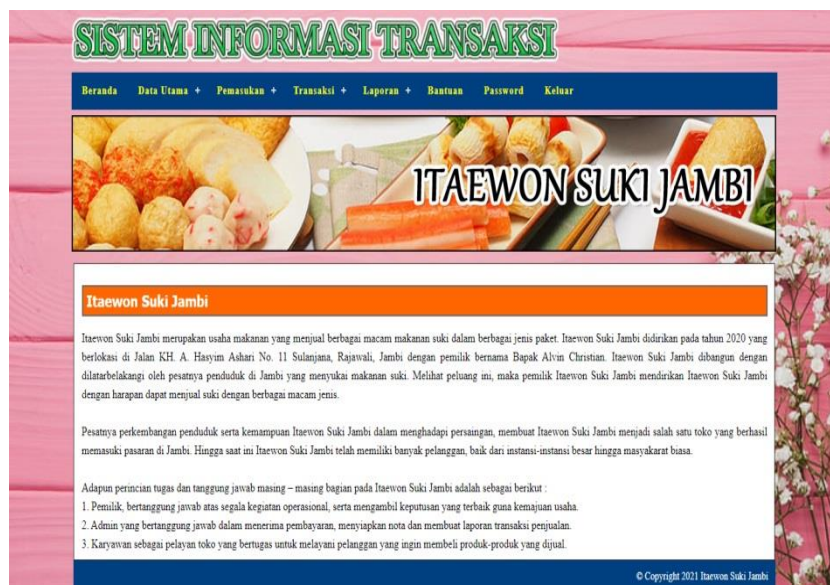 SISTEM INFORMASI TRANSAKSI
Beranda Data Utama + Pemasukan + Transaksi + Laporan + Bantuan Password Keluar
ITAEWON SUKI JAMBI
Itaewon Suki Jambi
Itaewon Suki Jambi merupakan usaha makanan yang menjual berbagai macam makanan suki dalam berbagai jenis paket. Itaewon Suki Jambi didirikan pada tahun 2020 yang
berlokasi di Jalan KH. A. Hasyim Ashari No. 11 Sulanjana, Rajawali, Jambi dengan pemilik bernama Bapak Alvin Christian. Itaewon Suki Jambi dibangun dengan
dilatarbelakangi oleh pesatnya penduduk di Jambi yang menyukai makanan suki. Melihat peluang ini, maka pemilik Itaewon Suki Jambi mendirikan Itaewon Suki Jambi
dengan harapan dapat menjual suki dengan berbagai macam jenis.
Pesatnya perkembangan penduduk serta kemampuan Itaewon Suki Jambi dalam menghadapi persaingan, membuat Itaewon Suki Jambi menjadi salah satu toko yang berhasil
memasuki pasaran di Jambi. Hingga saat ini Itaewon Suki Jambi telah memiliki banyak pelanggan, baik dari instansi-instansi besar hingga masyakarat biasa.
Adapun perincian tugas dan tanggung jawab masing – masing bagian pada Itaewon Suki Jambi adalah sebagai berikut :
1. Pemilik, bertanggung jawab atas segala kegiatan operasional, serta mengambil keputusan yang terbaik guna kemajuan usaha.
2. Admin yang bertanggung jawab dalam menerima pembayaran, menyiapkan nota dan membuat laporan transaksi penjualan.
3. Karyawan sebagai pelayan toko yang bertugas untuk melayani pelanggan yang ingin membeli produk-produk yang dijual.
© Copyright 2021 Itaewon Suki Jambi